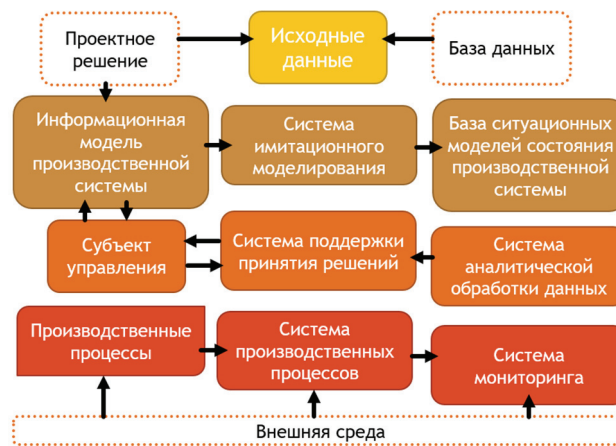 Проектное
решение
Исходные
данные
База данных
Информационная
модель
производственной
системы
Система
имитационного
моделирования
База ситуационных
моделей состояния
производственной
системы
Субъект
управления
Система поддержки
принятия решений
Система
аналитической
обработки данных
Производственные
процессы
Система
производственных
процессов
Система
мониторинга
Внешняя среда